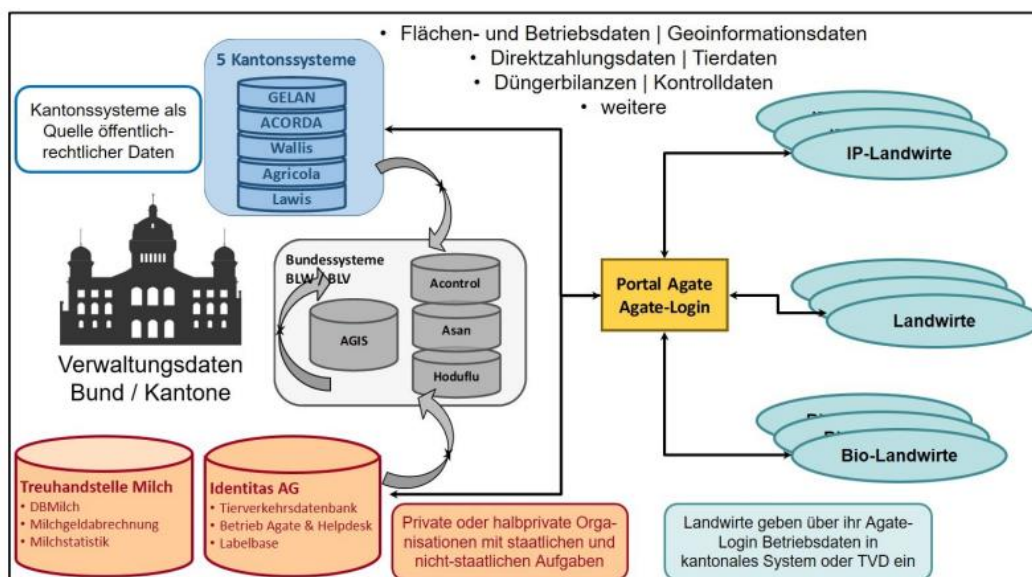 • Flächen- und Betriebsdaten | Geoinformationsdaten
• Direktzahlungsdaten | Tierdaten
• Düngerbilanzen | Kontrolldaten
• weitere
5 Kantonssysteme
GELAN
ACORDA
Wallis
Agricola
Lawis
Kantonssysteme als
Quelle öffentlich-
rechtlicher Daten
IP-Landwirte
Bundessysteme
BLW / BLV
Acontrol
AGIS
Asan
Hoduflu
Portal Agate
Agate-Login
Landwirte
Verwaltungsdaten
Bund / Kantone
Bio-Landwirte
Treuhandstelle Milch
• DBMilch
• Milchgeldabrechnung
• Milchstatistik
Identitas AG
• Tierverkehrsdatenbank
• Betrieb Agate & Helpdesk
• Labelbase
Private oder halbprivate Orga-
nisationen mit staatlichen und
nicht-staatlichen Aufgaben
Landwirte geben über ihr Agate-
Login Betriebsdaten in
kantonales System oder TVD ein